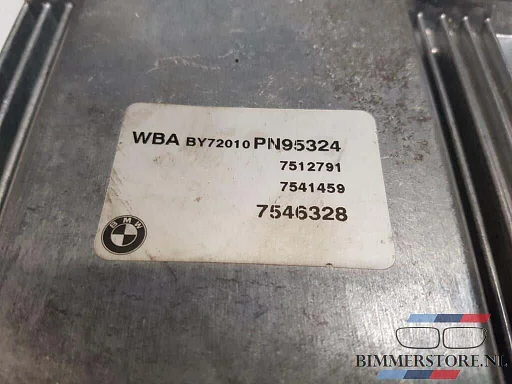 WBA BY72010 PN95324
7512791
7541459
7546328
BMW
BIMMERSTORE.NL